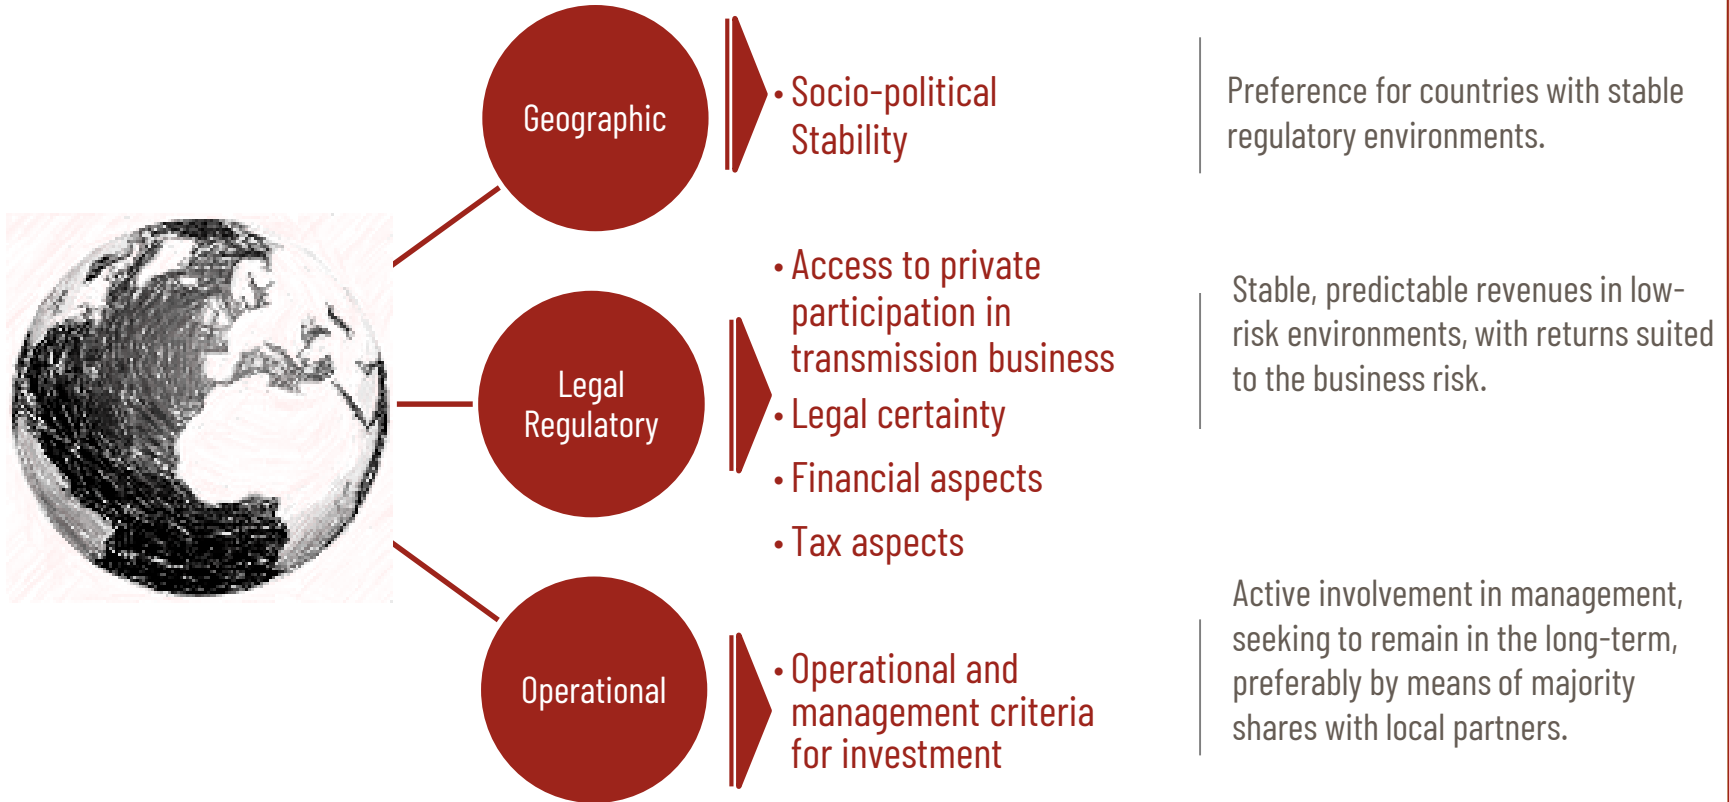 Geographic
• Socio-political
Stability
Preference for countries with stable
regulatory environments.
Legal
Regulatory
• Access to private
participation in
transmission business
• Legal certainty
• Financial aspects
• Tax aspects
Stable, predictable revenues in low-
risk environments, with returns suited
to the business risk.
Operational
• Operational and
management criteria
for investment
Active involvement in management,
seeking to remain in the long-term,
preferably by means of majority
shares with local partners.